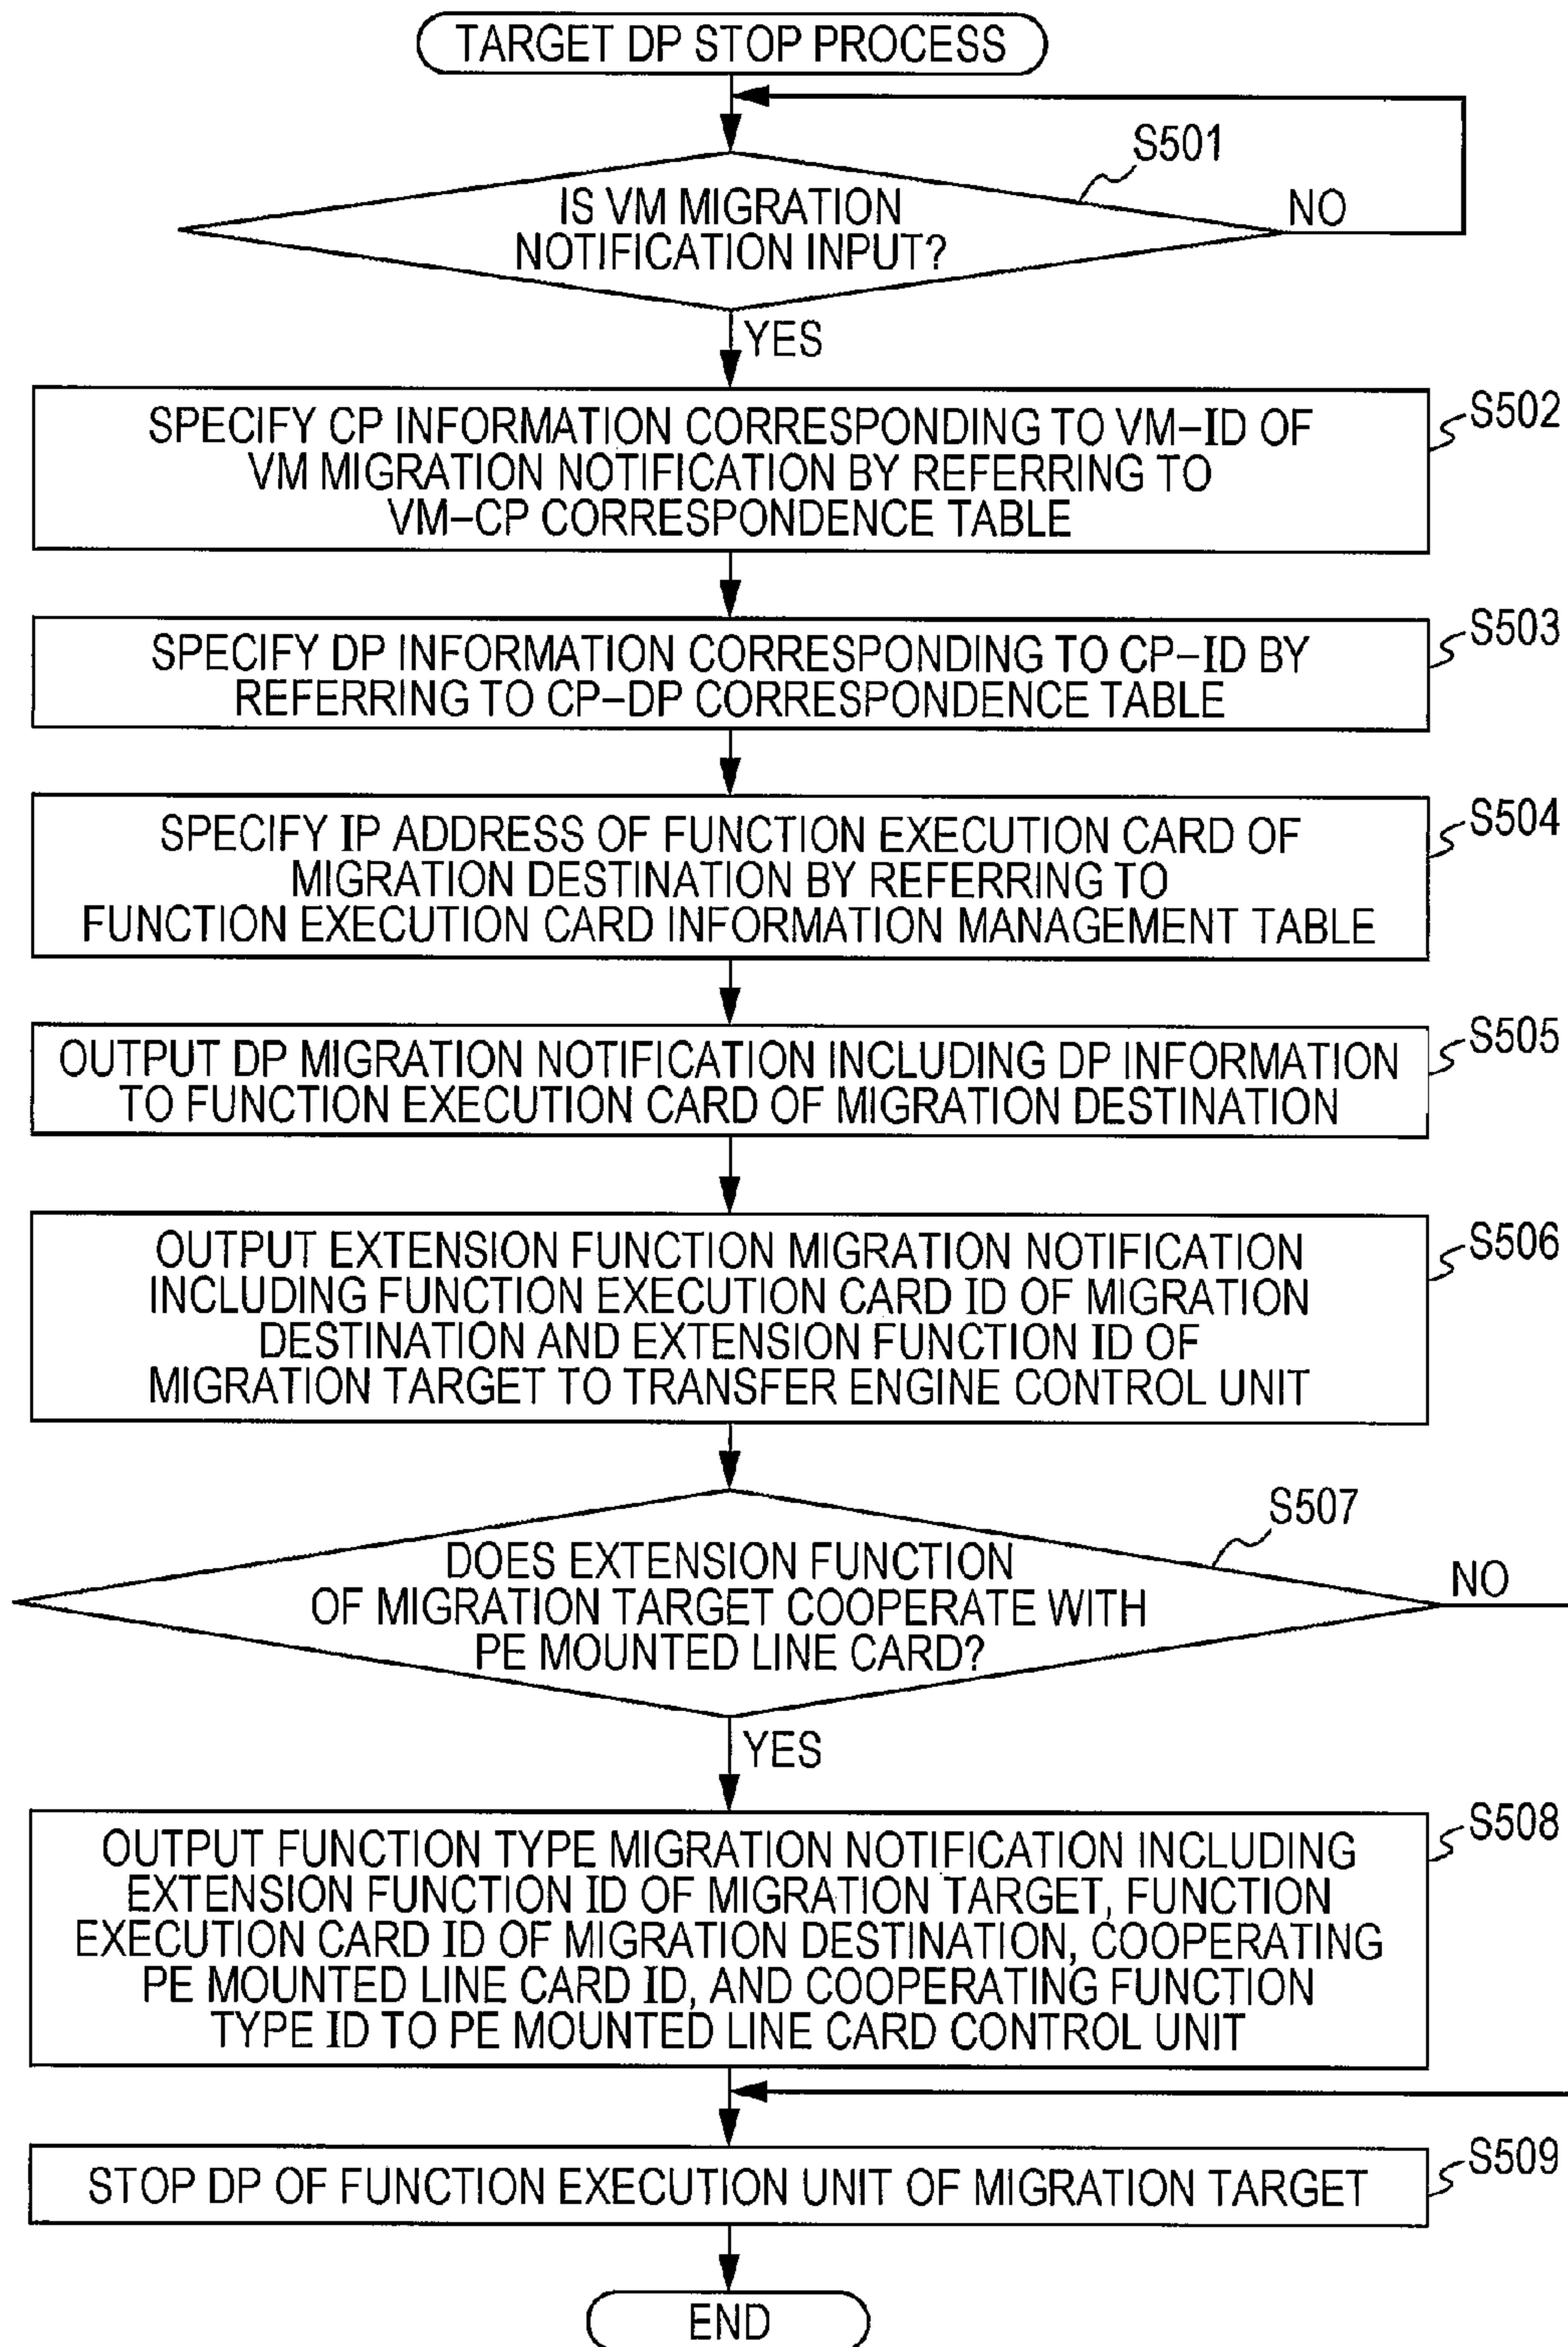 TARGET DP STOP PROCESS
S501
IS VM MIGRATION
NOTIFICATION INPUT?
NO
YES
S502
SPECIFY CP INFORMATION CORRESPONDING TO VM-ID OF
VM MIGRATION NOTIFICATION BY REFERRING TO
VM-CP CORRESPONDENCE TABLE
S503
SPECIFY DP INFORMATION CORRESPONDING TO CP-ID BY
REFERRING TO CP-DP CORRESPONDENCE TABLE
S504
SPECIFY IP ADDRESS OF FUNCTION EXECUTION CARD OF
MIGRATION DESTINATION BY REFERRING TO
FUNCTION EXECUTION CARD INFORMATION MANAGEMENT TABLE
S505
OUTPUT DP MIGRATION NOTIFICATION INCLUDING DP INFORMATION
TO FUNCTION EXECUTION CARD OF MIGRATION DESTINATION
S506
OUTPUT EXTENSION FUNCTION MIGRATION NOTIFICATION
INCLUDING FUNCTION EXECUTION CARD ID OF MIGRATION
DESTINATION AND EXTENSION FUNCTION ID OF
MIGRATION TARGET TO TRANSFER ENGINE CONTROL UNIT
S507
DOES EXTENSION FUNCTION
OF MIGRATION TARGET COOPERATE WITH
PE MOUNTED LINE CARD?
NO
YES
S508
OUTPUT FUNCTION TYPE MIGRATION NOTIFICATION INCLUDING
EXTENSION FUNCTION ID OF MIGRATION TARGET, FUNCTION
EXECUTION CARD ID OF MIGRATION DESTINATION, COOPERATING
PE MOUNTED LINE CARD ID, AND COOPERATING FUNCTION
TYPE ID TO PE MOUNTED LINE CARD CONTROL UNIT
S509
STOP DP OF FUNCTION EXECUTION UNIT OF MIGRATION TARGET
END